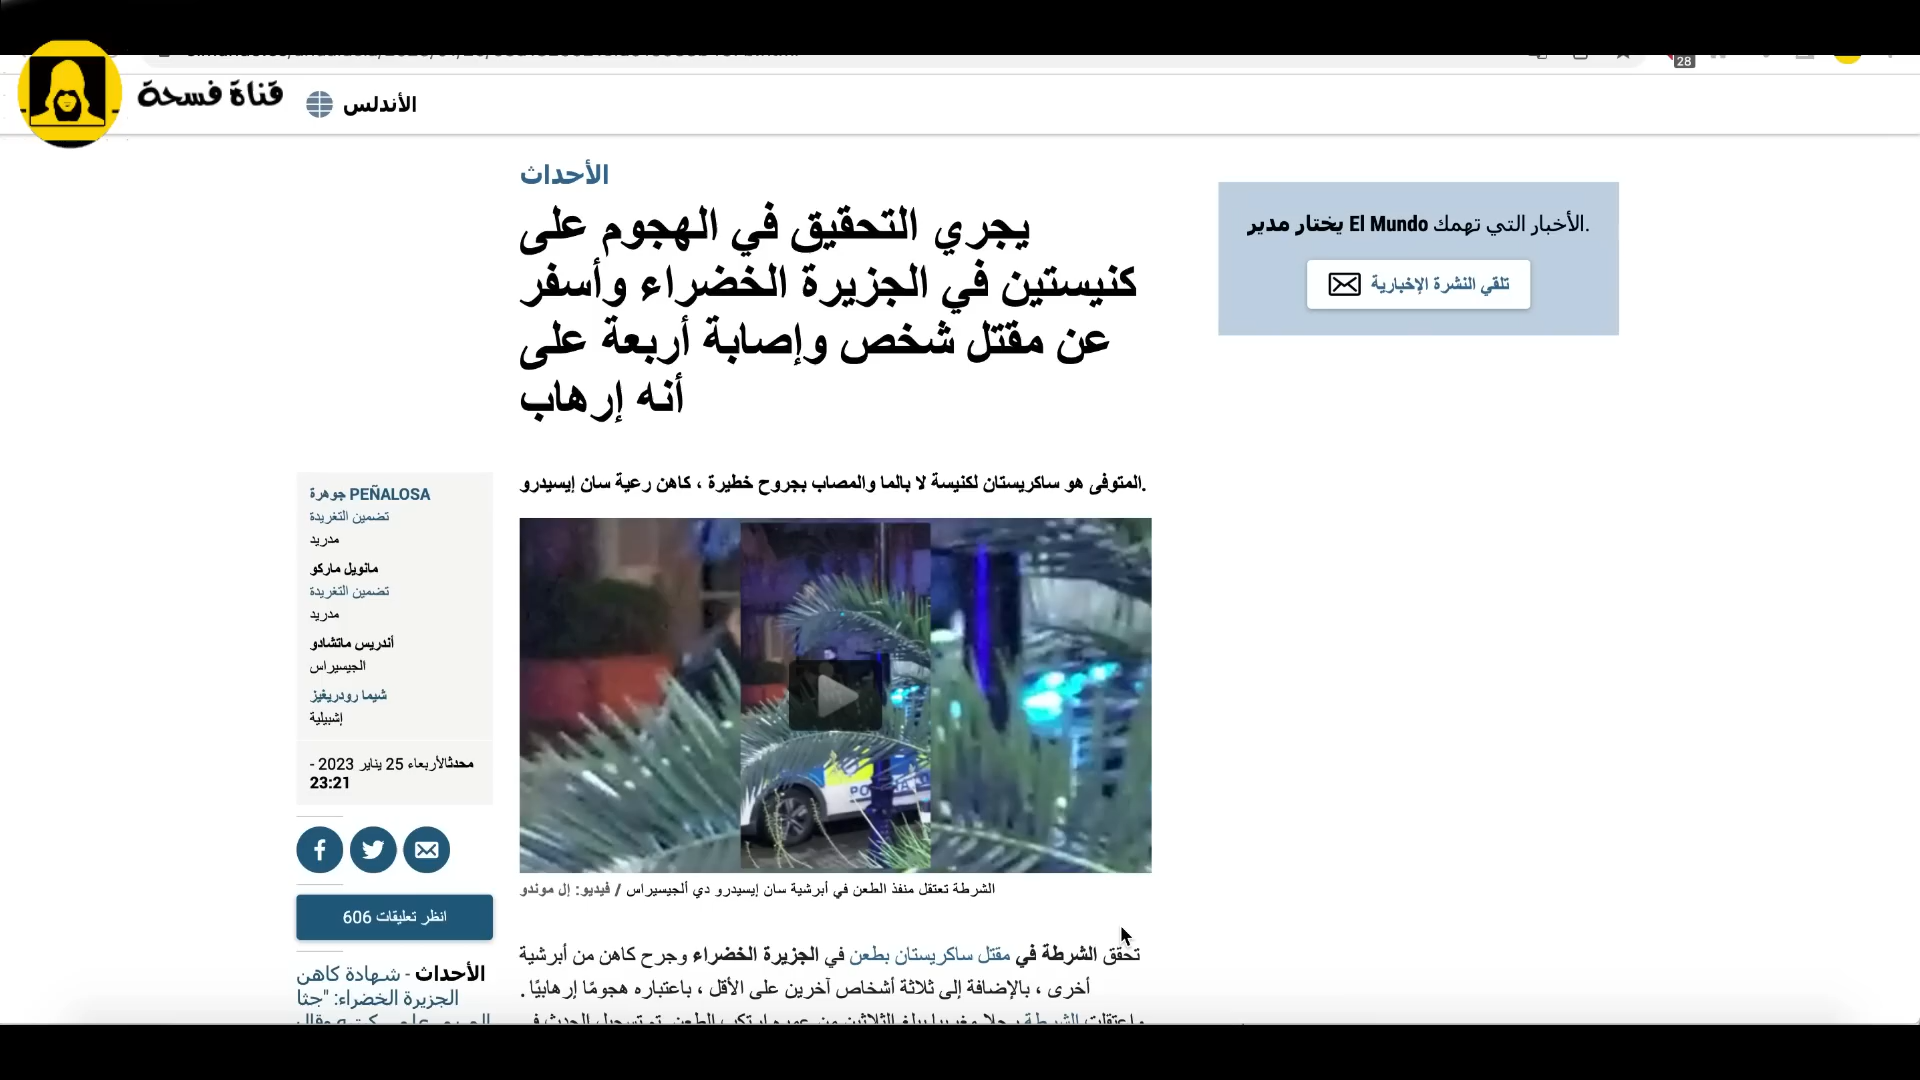 28
قناة فسحة
الأندلس
الأحداث
يجري التحقيق في الهجوم على
كنيستين في الجزيرة الخضراء وأسفر
عن مقتل شخص وإصابة أربعة على
أنه إرهاب
المتوفى هو ساكريستان لكنيسة لا بالما والمصاب بجروح خطيرة ، كاهن رعية سان إيسيدرو.
يختار مدير El Mundo الأخبار التي تهمك.
تلقي النشرة الإخبارية
جوهرة PEÑALOSA
تضمين التغريدة
مدريد
مانويل ماركو
تضمين التغريدة
مدريد
أندريس ماتشادو
الجيسيراس
شيما رودريغيز
إشبيلية
محدثالأربعاء 25 يناير 2023 -
23:21
انظر تعليقات 606
الأحداث - شهادة كاهن
الجزيرة الخضراء: "جثا
الشرطة تعتقل منفذ الطعن في أبرشية سان إيسيدرو دي ألجيسيراس / فيديو: إل موندو
تحقق الشرطة في مقتل ساكريستان بطعن في الجزيرة الخضراء وجرح كاهن من أبرشية
أخرى ، بالإضافة إلى ثلاثة أشخاص آخرين على الأقل ، باعتباره هجومًا إرهابيًا .